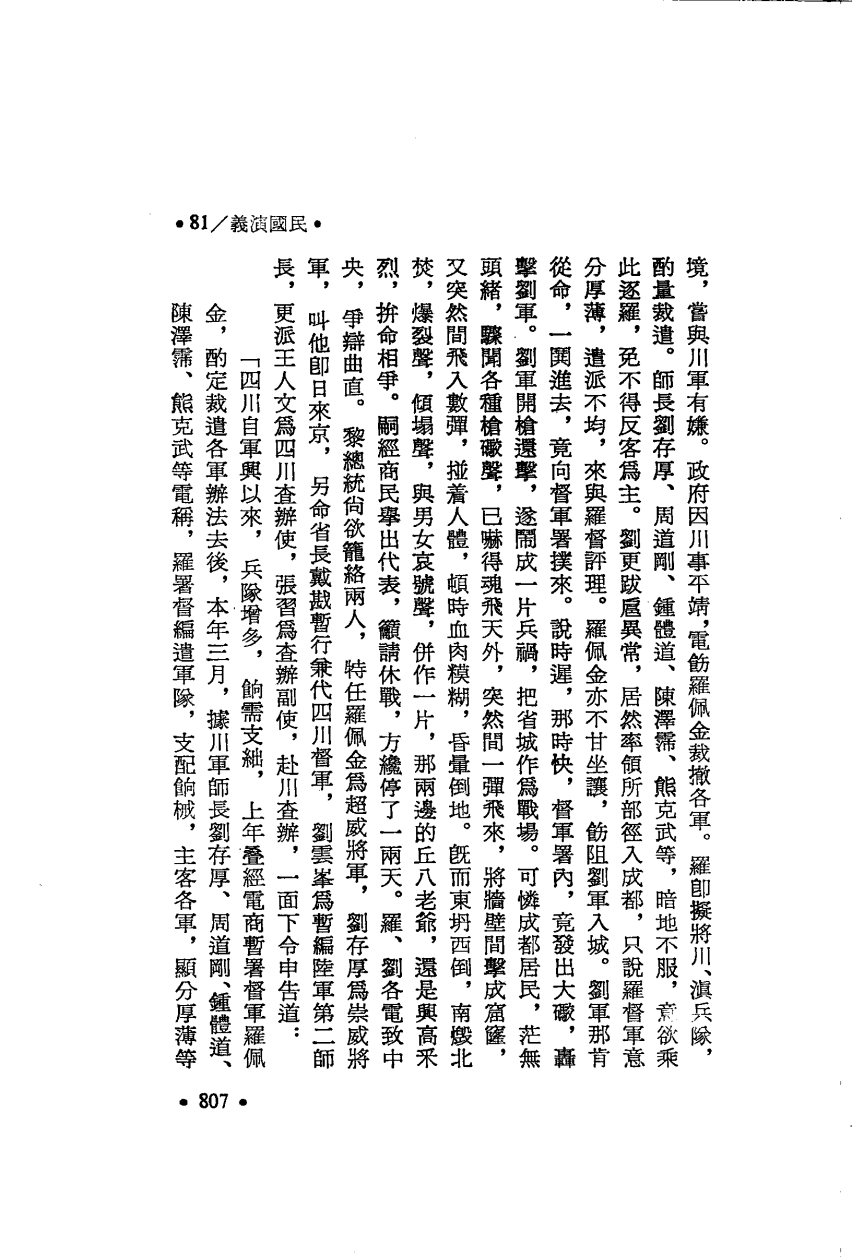 •81／義演國民•
境，嘗與川軍有嫌。政府因川事平靖，電飭羅佩金裁撤各軍。羅卽擬將川、滇兵隊，
酌量裁遣。師長劉存厚、周道剛、鍾體道、陳澤霈、熊克武等，暗地不服，意欲乘
此逐羅，免不得反客爲主。劉更跋扈異常，居然率領所部徑入成都，只說羅督軍意
分厚薄，遣派不均，來與羅督評理。羅佩金亦不甘坐讓，飭阻劉軍入城。劉軍那肯
從命，一鬨進去，竟向督軍署撲來。說時遲，那時快，督軍署內，竟發出大礮，轟
擊劉軍。劉軍開槍還擊，遂鬧成一片兵禍，把省城作爲戰場。可憐成都居民，茫無
頭緒，驟聞各種槍礮聲，已嚇得魂飛天外，突然間一彈飛來，將牆壁間擊成窟窿，
又突然間飛入數彈，掽着人體，頓時血肉糢糊，昏暈倒地。旣而東坍西倒，南燬北
焚，爆裂聲，傾塌聲，與男女哀號聲，併作一片，那兩邊的丘八老爺，還是興高釆
烈，拚命相爭。嗣經商民舉出代表，籲請休戰，方纔停了一兩天。羅、劉各電致中
央，爭辯曲直。黎總統尙欲籠絡兩人，特任羅佩金爲超威將軍，劉存厚爲崇威將
軍，叫他卽日來京，另命省長戴戡暫行兼代四川督軍，劉雲峯爲暫編陸軍第二師
長，更派王人文爲四川査辦使，張習爲査辦副使，赴川査辦，一面下令申告道：
「四川自軍興以來，兵隊增多，餉需支絀，上年疊經電商暫署督軍羅佩
金，酌定裁遣各軍辦法去後，本年三月，據川軍師長劉存厚、周道剛、鍾體道、
陳澤霈、熊克武等電稱，羅署督編遣軍隊，支配餉械，主客各軍，顯分厚薄等
•807•